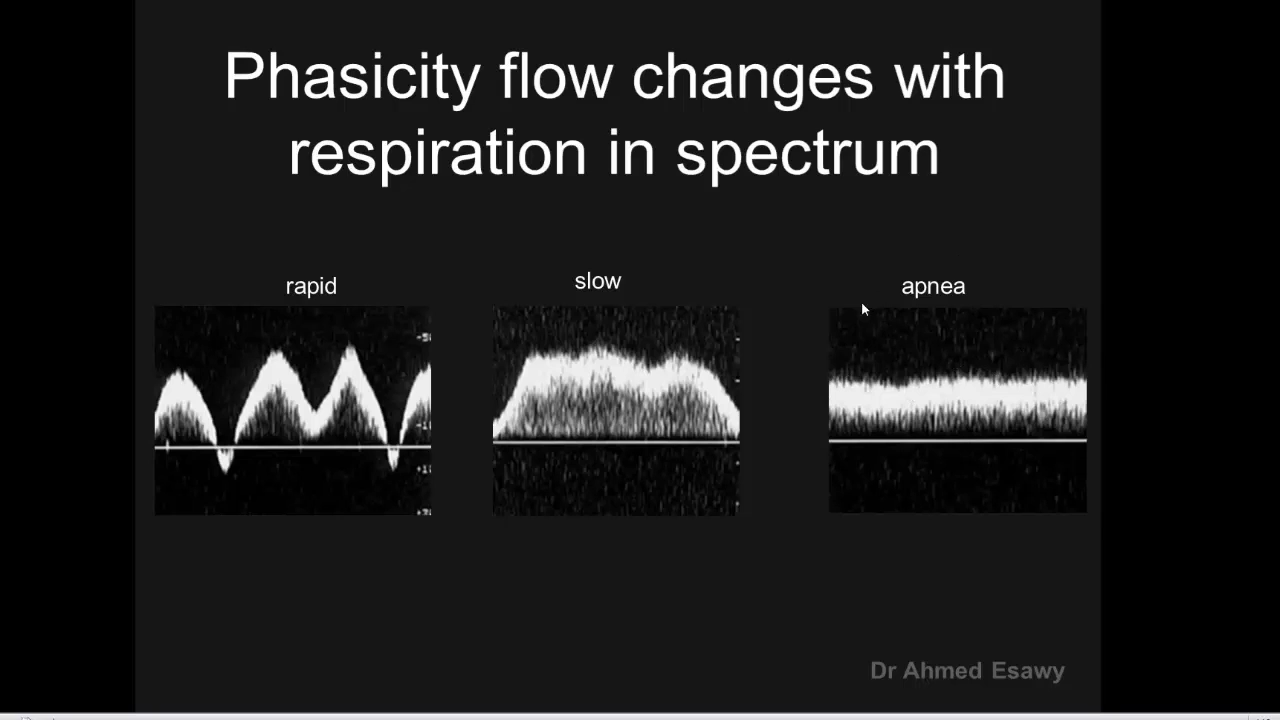 Phasicity flow changes with
respiration in spectrum
rapid
slow
apnea
Dr Ahmed Esawy